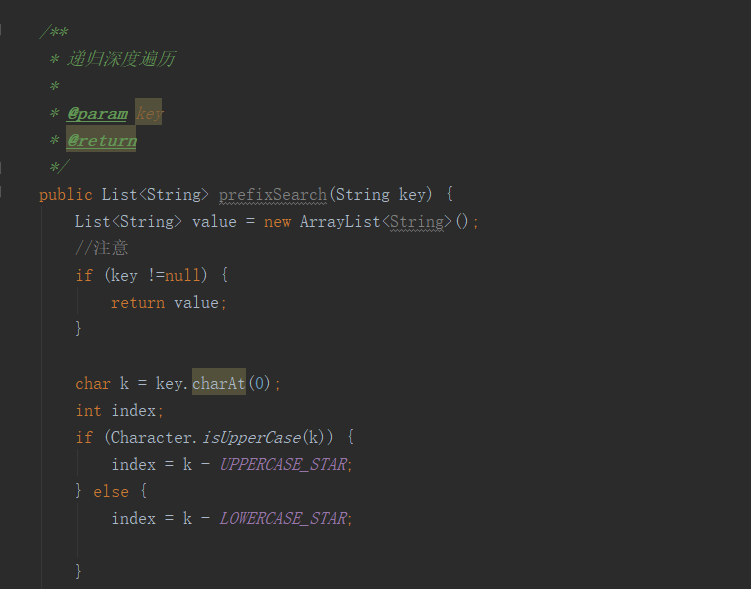 /**
* 递归深度遍历
*
* @param key
* @return
*/
public List<String> prefixSearch(String key) {
List<String> value = new ArrayList<String>();
//注意
if (key !=null) {
return value;
}
char k = key.charAt(0);
int index;
if (Character.isUpperCase(k)) {
index = k - UPPERCASE_STAR;
} else {
index = k - LOWERCASE_STAR;
}